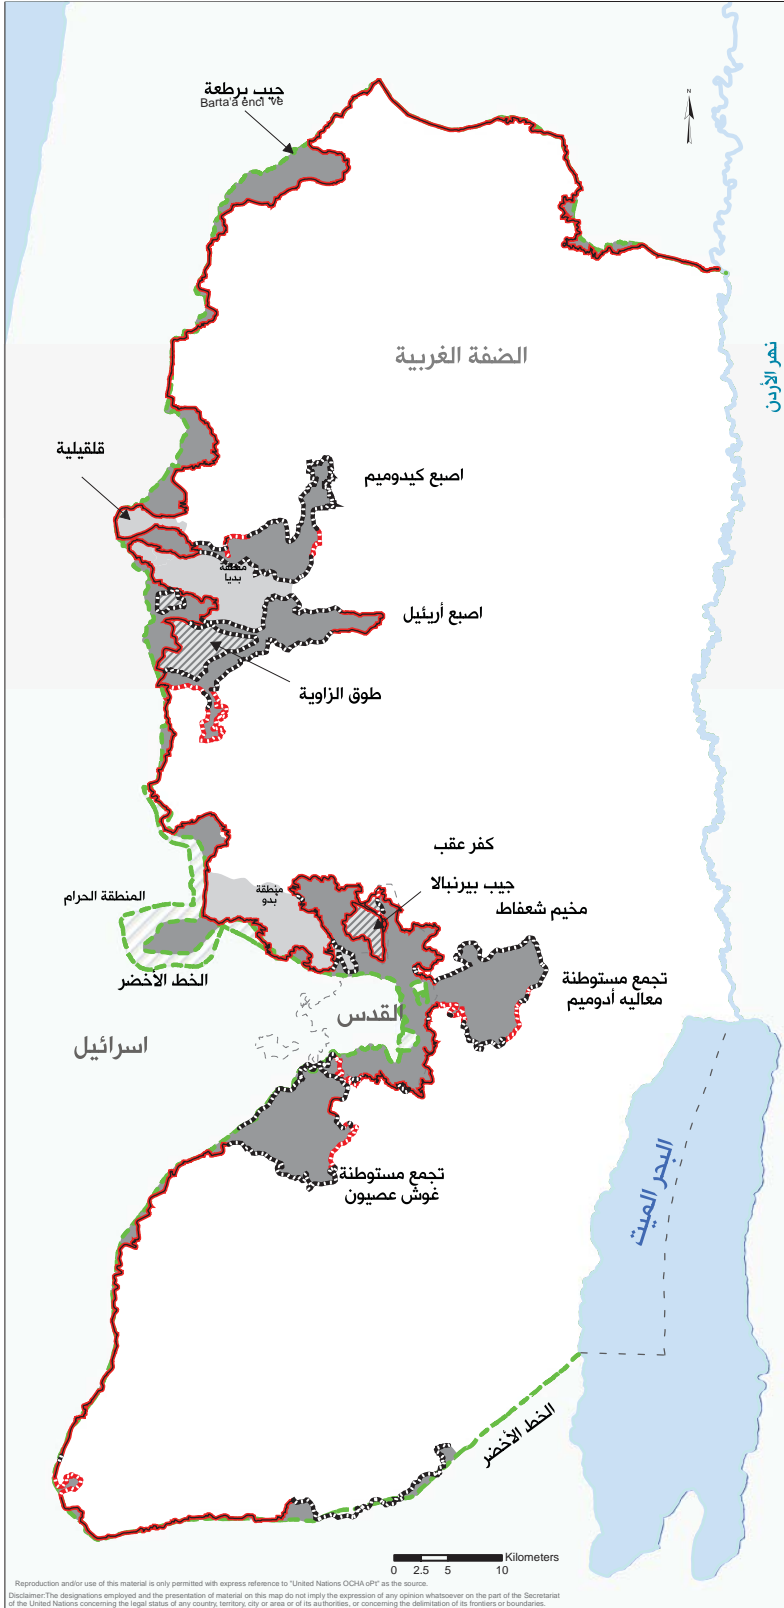 جيب برطعة
Barta'a encl ve
N
الضفة الغربية
نهر الأردن
قلقيلية
اصبع كيدوميم
منطقة
بديا
اصبع أريئيل
طوق الزاوية
كفر عقب
جيب بيرنبالا
منطقة
بدو
المنطقة الحرام
مخيم شعفاط
تجمع مستوطنة
معاليه أدوميم
الخط الأخضر
القدس
اسرائيل
البحر الميت
تجمع مستوطنة
غوش عصيون
الخط الأخضر
Kilometers
0 2.5 5 10
Reproduction and/or use of this material is only permitted with express reference to "United Nations OCHA oPt" as the source.
Disclaimer:The designations employed and the presentation of material on this map do not imply the expression of any opinion whatsoever on the part of the Secretariat
of the United Nations concerning the legal status of any country, territory, city or area or of its authorities, or concerning the delimitation of its frontiers or boundaries.